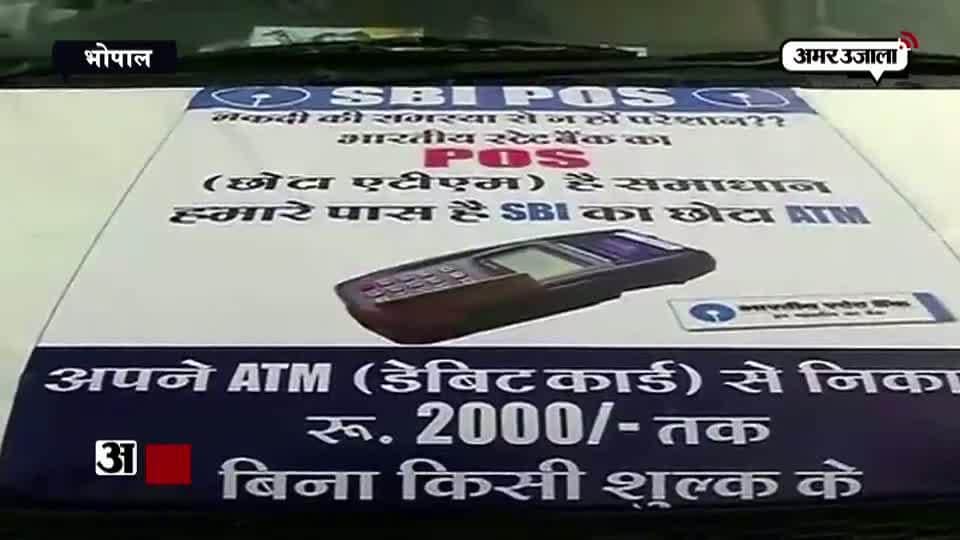 भोपाल
अमर उजाला
SBI POS
नकदी की समस्या से न हों परेशान??
भारतीय स्टेट बैंक का
POS
(छोटा एटीएम) है समाधान
हमारे पास है SBI का छोटा ATM
भारतीय स्टेट बैंक
अपने ATM (डेबिट कार्ड) से निका
रू. 2000/- तक
अ
बिना किसी शुल्क के